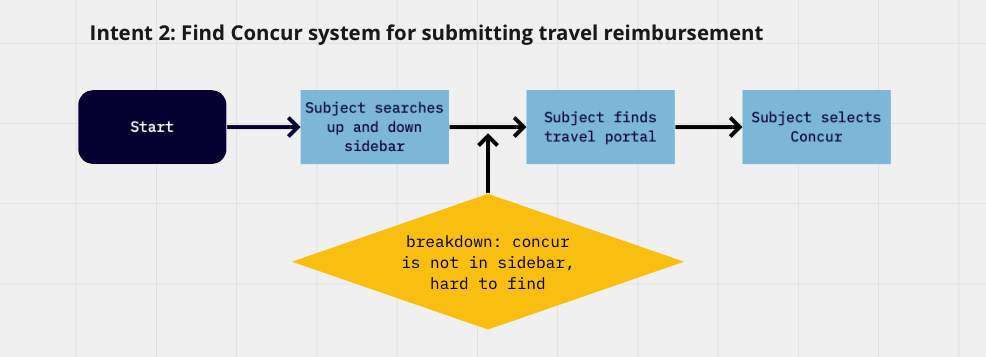 Intent 2: Find Concur system for submitting travel reimbursement
Start
Subject searches
up and down
sidebar
Subject finds
travel portal
Subject selects
Concur
breakdown: concur
is not in sidebar,
hard to find